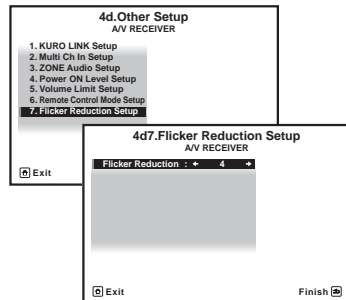 4d.Other Setup
A/V RECEIVER
1. KURO LINK Setup
2. Multi Ch In Setup
3. ZONE Audio Setup
4. Power ON Level Setup
5. Volume Limit Setup
6. Remote Control Mode Setup
7. Flicker Reduction Setup
Exit
4d7.Flicker Reduction Setup
A/V RECEIVER
Flicker Reduction : 4
Exit
Finish